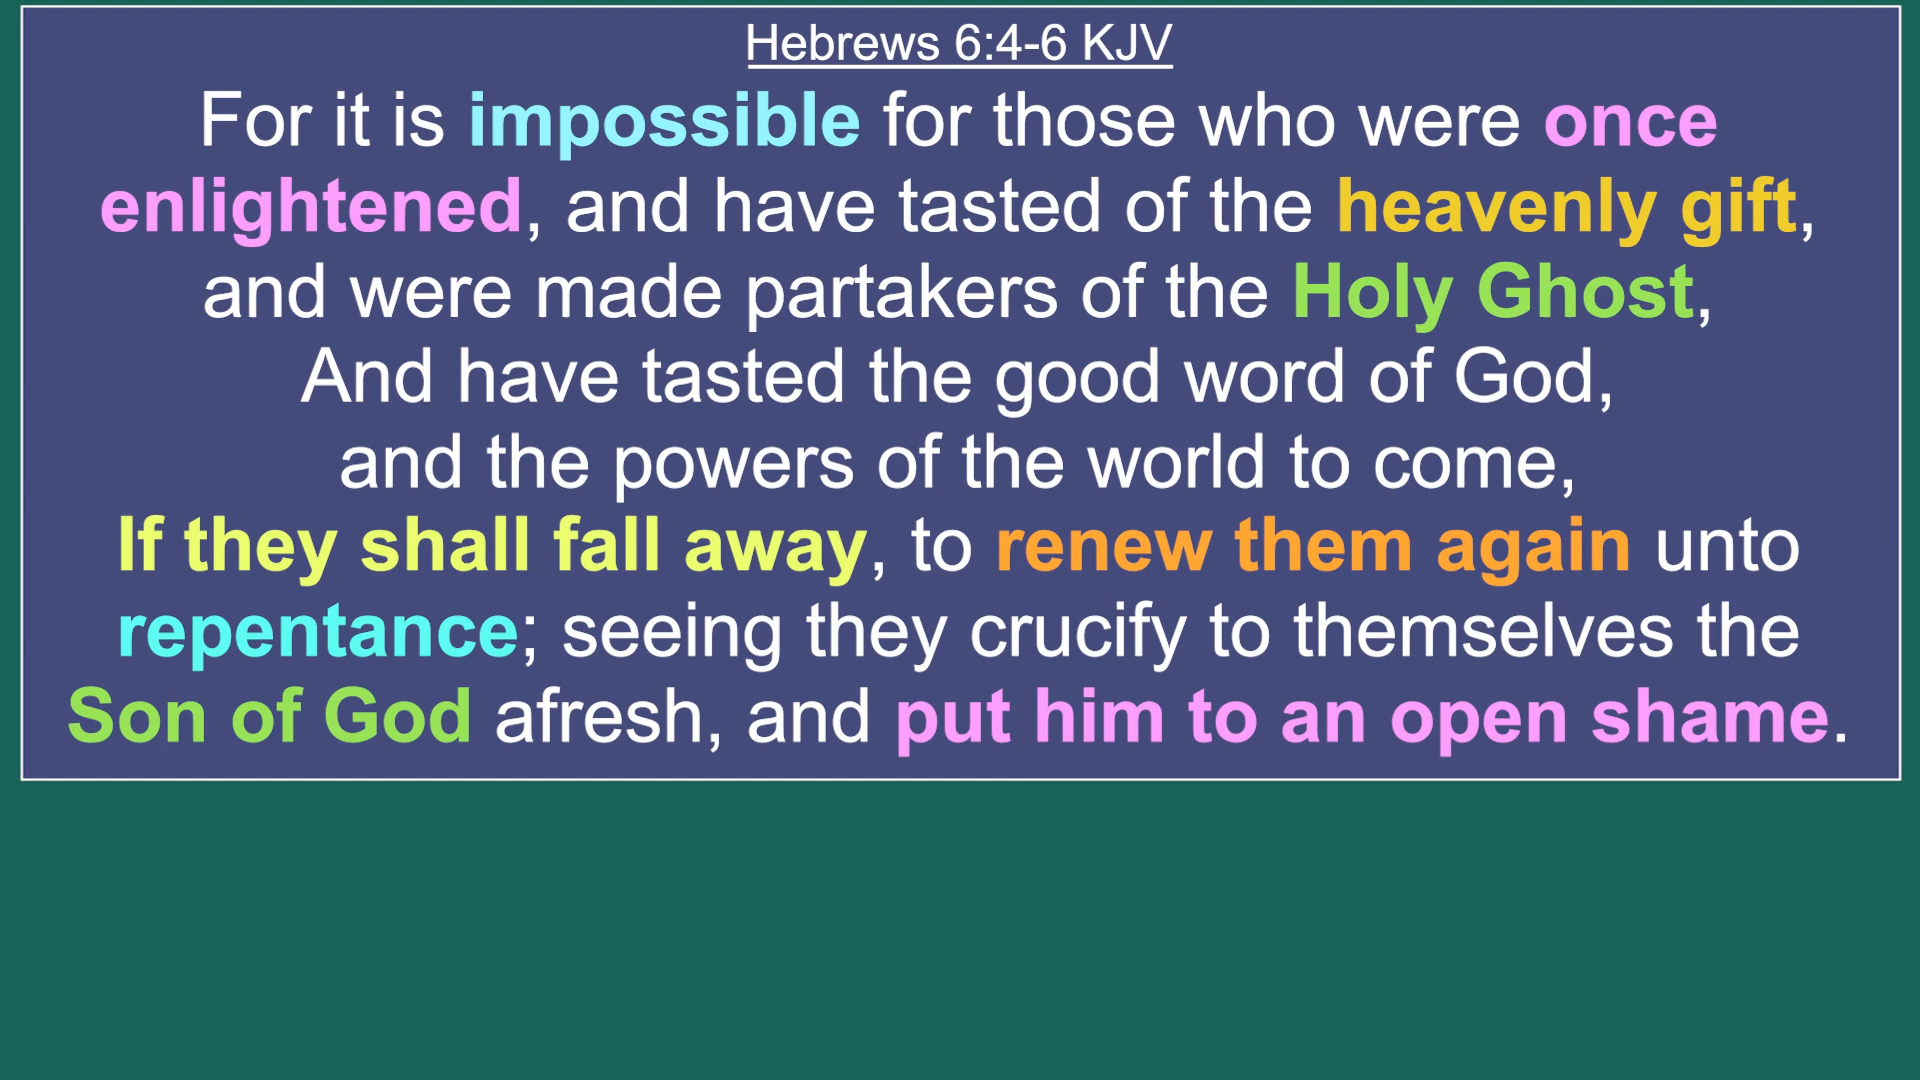 Hebrews 6:4-6 KJV
For it is impossible for those who were once
enlightened, and have tasted of the heavenly gift,
and were made partakers of the Holy Ghost,
And have tasted the good word of God,
and the powers of the world to come,
If they shall fall away, to renew them again unto
repentance; seeing they crucify to themselves the
Son of God afresh, and put him to an open shame.